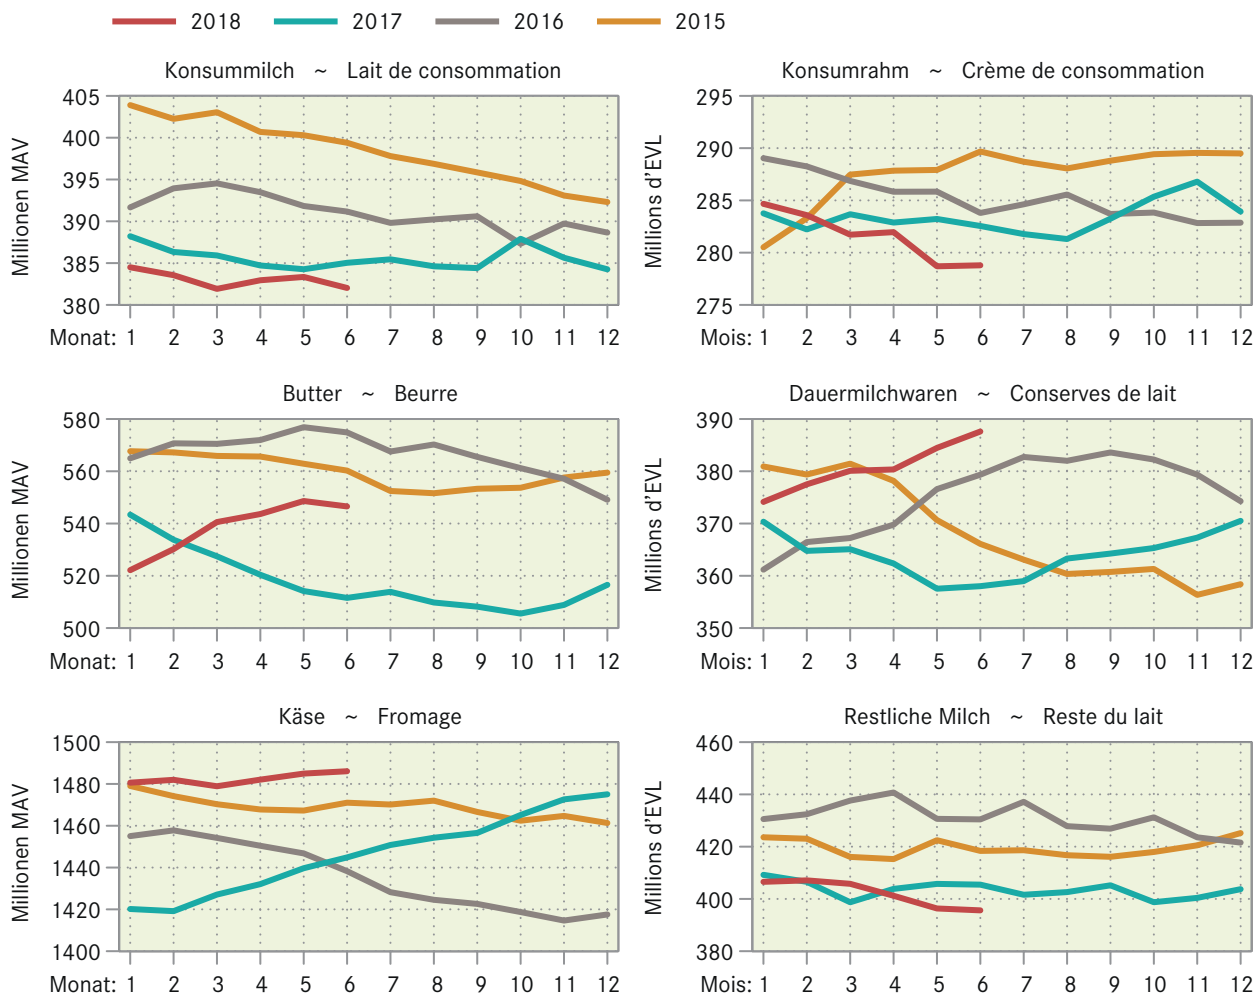 2018 2017 2016 2015
Konsummilch ~ Lait de consommation
405
400
395
390
385
380
Millionen MAV
Monat: 1 2 3 4 5 6 7 8 9 10 11 12
Konsumrahm ~ Crème de consommation
295
290
285
280
275
Millions d'EVL
Mois: 1 2 3 4 5 6 7 8 9 10 11 12
Butter ~ Beurre
580
560
540
520
500
Millionen MAV
Monat: 1 2 3 4 5 6 7 8 9 10 11 12
Dauermilchwaren ~ Conserves de lait
390
380
370
360
350
Millions d'EVL
Mois: 1 2 3 4 5 6 7 8 9 10 11 12
Käse ~ Fromage
1500
1480
1460
1440
1420
1400
Millionen MAV
Monat: 1 2 3 4 5 6 7 8 9 10 11 12
Restliche Milch ~ Reste du lait
460
440
420
400
380
Millions d'EVL
Mois: 1 2 3 4 5 6 7 8 9 10 11 12